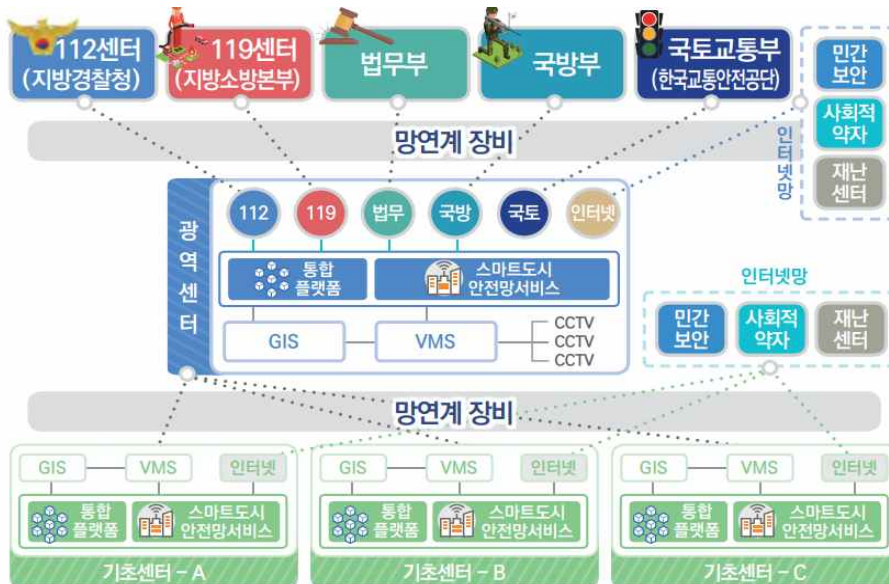 112센터
(지방경찰청)
119센터
(지방소방본부)
법무부
국방부
국토교통부
(한국교통안전공단)
민간
보안
사회적
약자
재난
센터
인터넷망
망연계 장비
광역센터
112
119
법무
국방
국토
인터넷
통합
플랫폼
스마트도시
안전망서비스
GIS
VMS
CCTV
CCTV
CCTV
인터넷망
민간
보안
사회적
약자
재난
센터
망연계 장비
GIS
VMS
인터넷
통합
플랫폼
스마트도시
안전망서비스
기초센터 – A
GIS
VMS
인터넷
통합
플랫폼
스마트도시
안전망서비스
기초센터 – B
GIS
VMS
인터넷
통합
플랫폼
스마트도시
안전망서비스
기초센터 – C